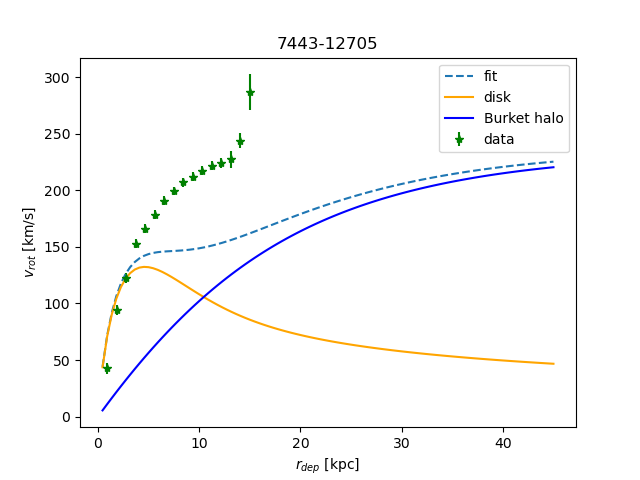 7443-12705
300
250
200
150
100
50
0
v_rot [km/s]
fit
disk
Burket halo
data
0 10 20 30 40
r_dep [kpc]